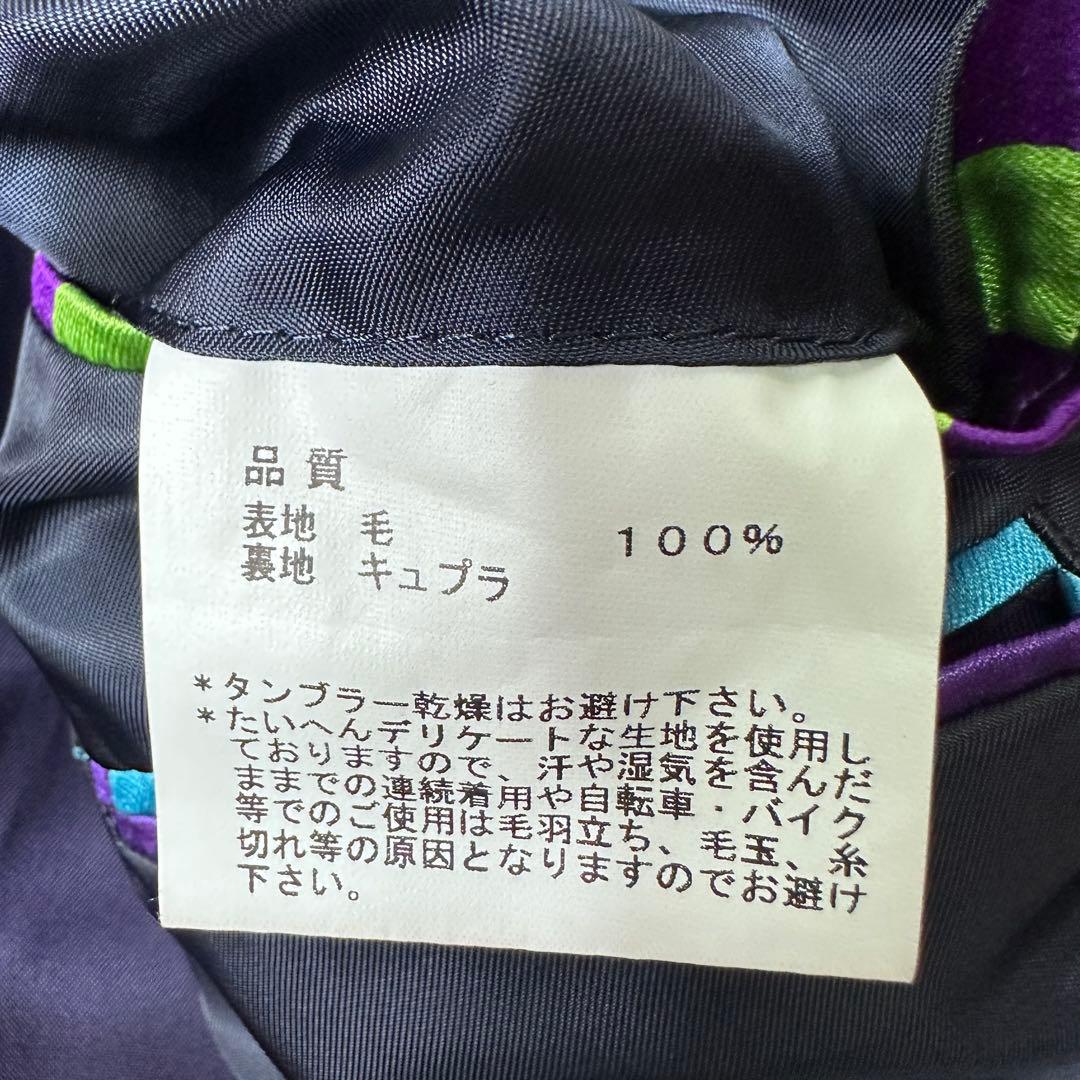 品質
表地 毛 100%
裏地 キュプラ
*タンブラー乾燥はお避け下さい。
*たいへんデリケートな生地を使用し
ておりますので、汗や湿気を含んだ
ままでの連続着用や自転車・バイク
等でのご使用は毛羽立ち、毛玉、糸
切れ等の原因となりますのでお避け
下さい。